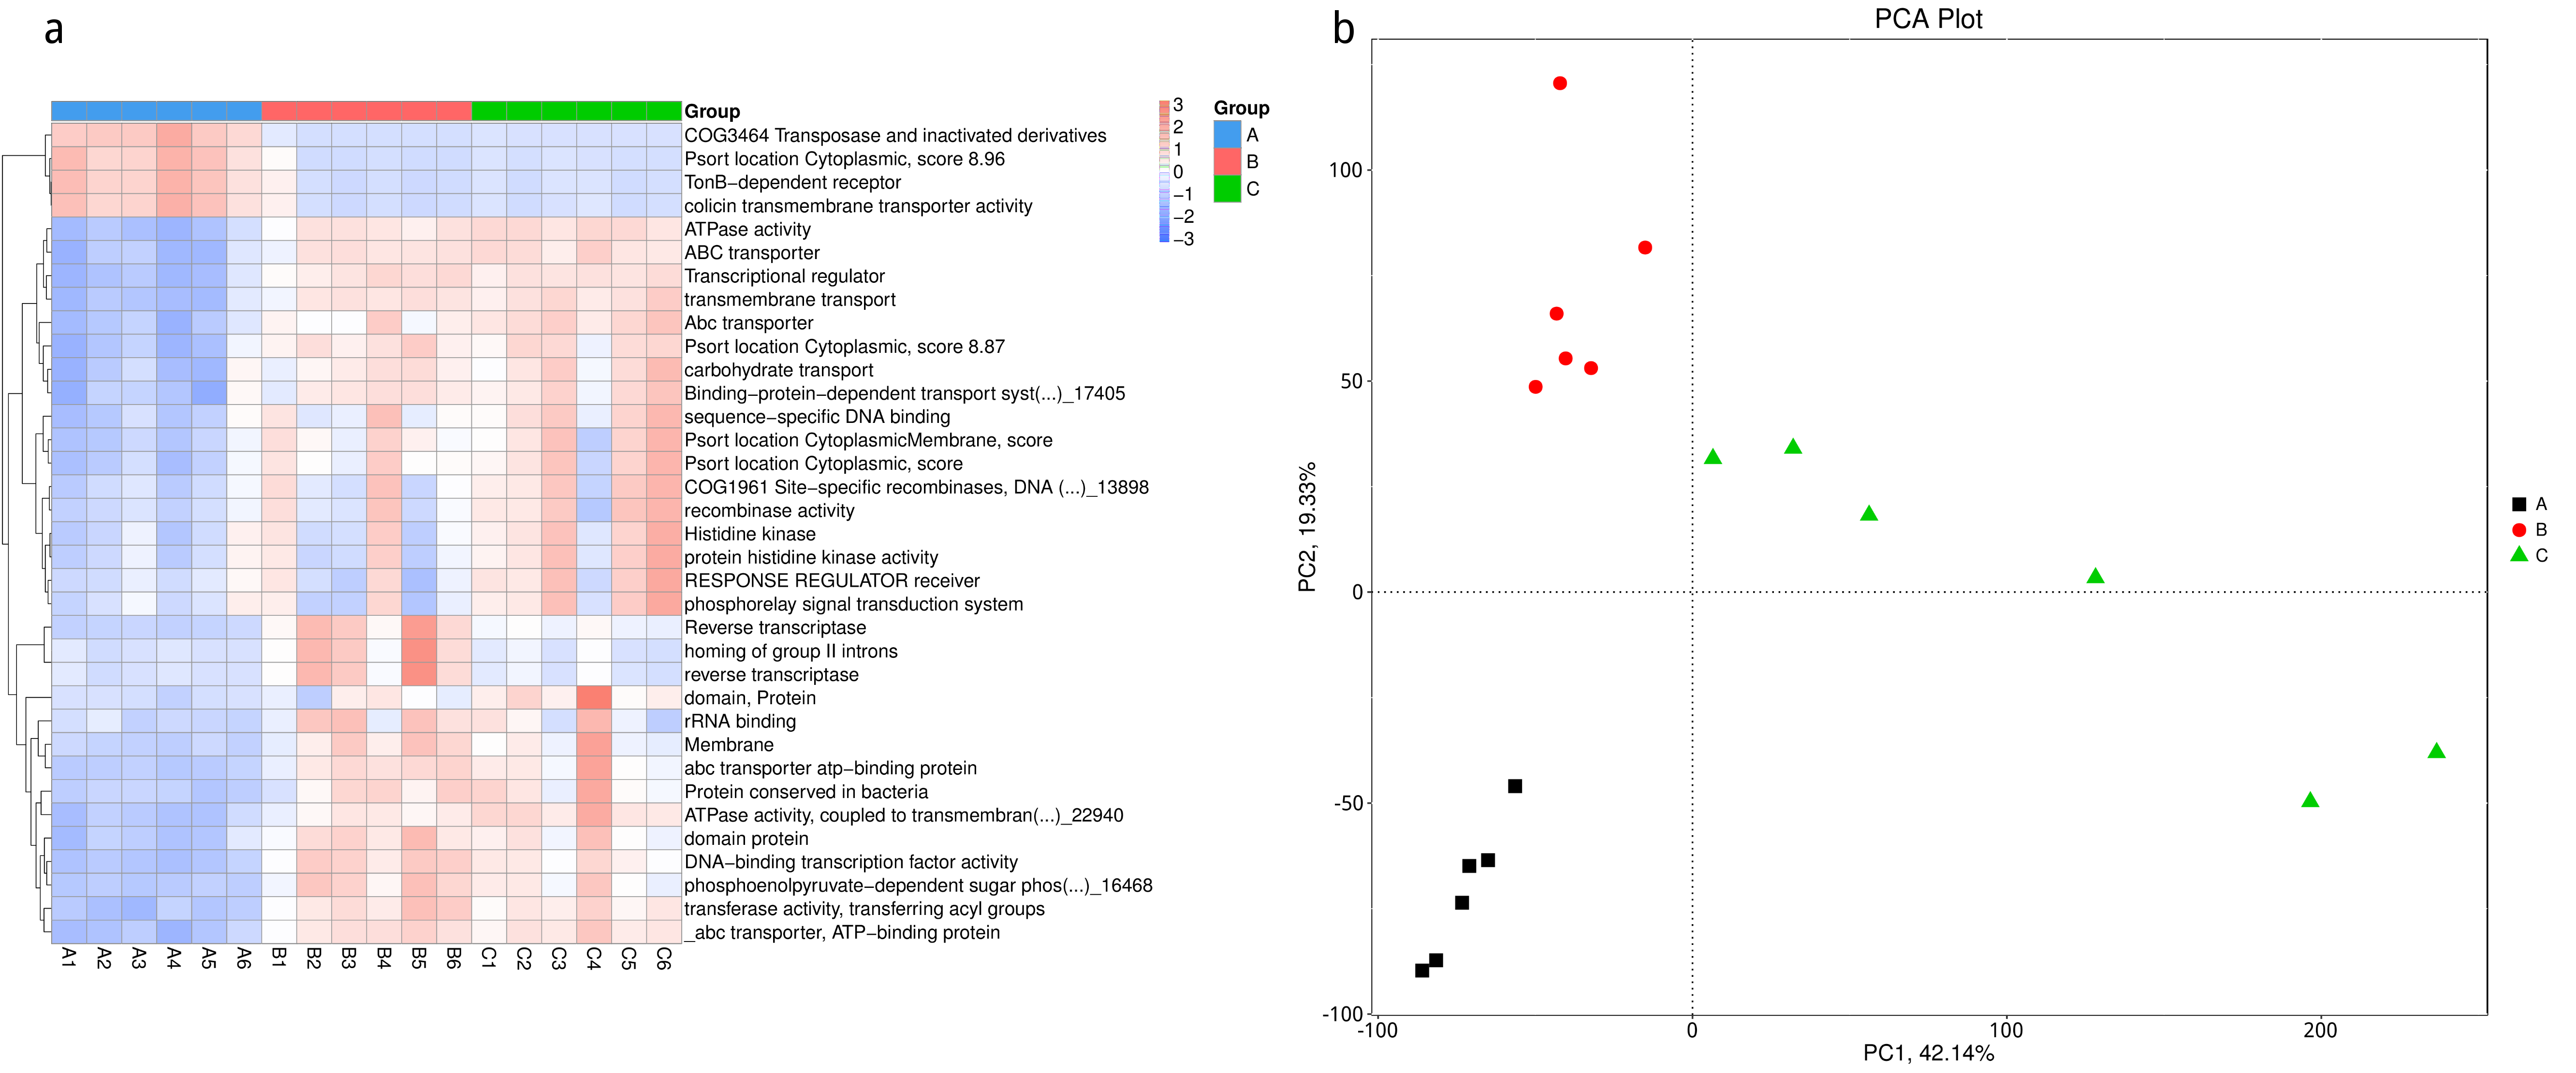 a
Group
COG3464 Transposase and inactivated derivatives
Psort location Cytoplasmic, score 8.96
TonB−dependent receptor
colicin transmembrane transporter activity
ATPase activity
ABC transporter
Transcriptional regulator
transmembrane transport
Abc transporter
Psort location Cytoplasmic, score 8.87
carbohydrate transport
Binding−protein−dependent transport syst(...)_17405
sequence−specific DNA binding
Psort location CytoplasmicMembrane, score
Psort location Cytoplasmic, score
COG1961 Site−specific recombinases, DNA (...)_13898
recombinase activity
Histidine kinase
protein histidine kinase activity
RESPONSE REGULATOR receiver
phosphorelay signal transduction system
Reverse transcriptase
homing of group II introns
reverse transcriptase
domain, Protein
rRNA binding
Membrane
abc transporter atp−binding protein
Protein conserved in bacteria
ATPase activity, coupled to transmembran(...)_22940
domain protein
DNA−binding transcription factor activity
phosphoenolpyruvate−dependent sugar phos(...)_16468
transferase activity, transferring acyl groups
_abc transporter, ATP−binding protein
A1 A2 A3 A4 A5 A6 B1 B2 B3 B4 B5 B6 C1 C2 C3 C4 C5 C6
3
2
1
0
−1
−2
−3
Group
A
B
C
b
PCA Plot
PC2, 19.33%
100
50
0
-50
-100
-100 0 100 200
PC1, 42.14%
A
B
C